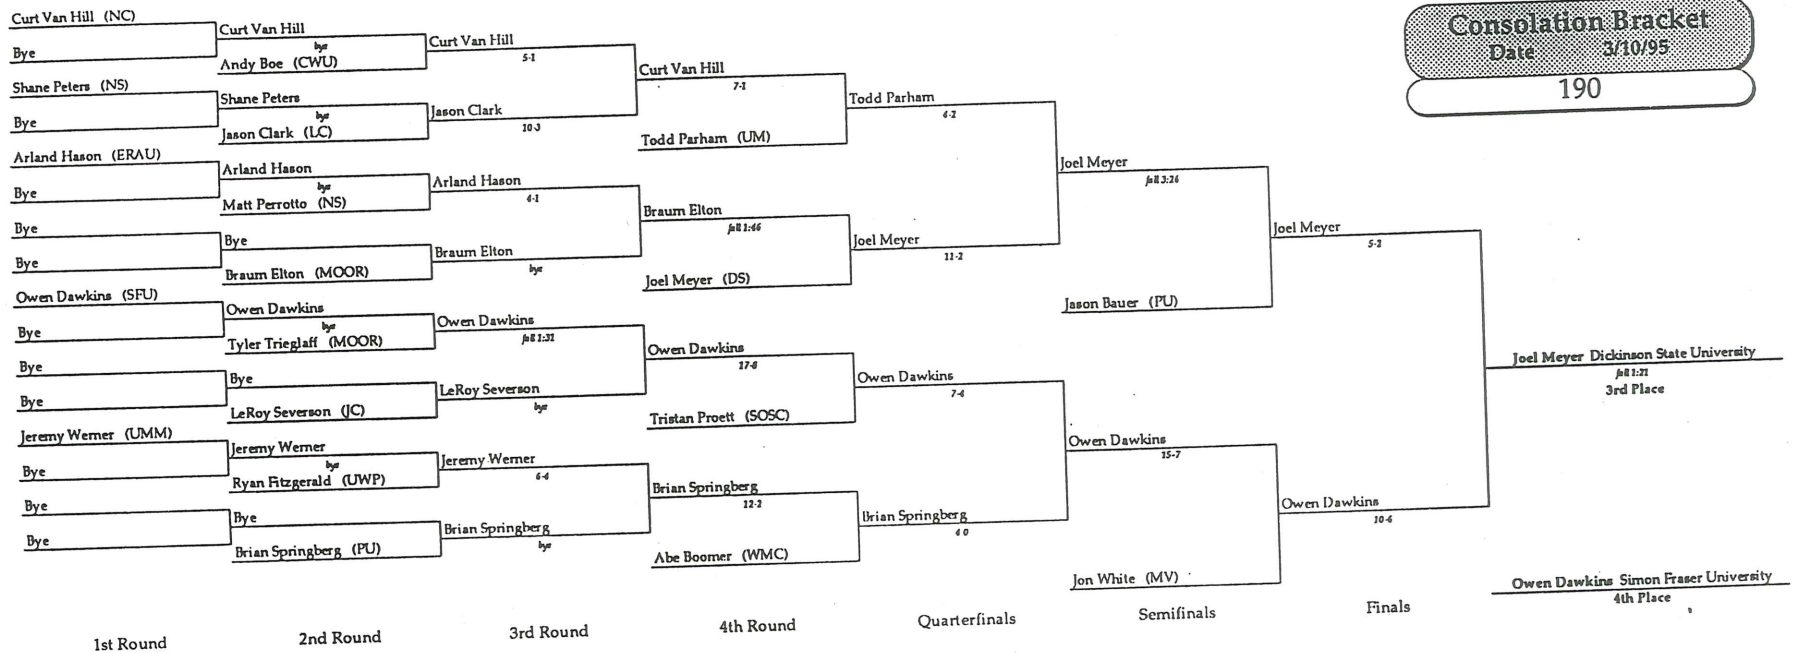 Consolation Bracket
Date 3/10/95
190
Curt Van Hill (NC)
Bye
Shane Peters (NS)
Bye
Arland Hason (ERAU)
Bye
Bye
Bye
Owen Dawkins (SFU)
Bye
Bye
Bye
Jeremy Werner (UMM)
Bye
Bye
Bye
1st Round
Curt Van Hill
bye
Andy Boe (CWU)
Shane Peters
bye
Jason Clark (LC)
Arland Hason
bye
Matt Perrotto (NS)
Bye
Braum Elton (MOOR)
Owen Dawkins
bye
Tyler Trieglaff (MOOR)
Bye
LeRoy Severson (JC)
Jeremy Werner
bye
Ryan Fitzgerald (UWP)
Bye
Brian Springberg (PU)
2nd Round
Curt Van Hill
5-1
Jason Clark
10-3
Arland Hason
4-1
Braum Elton
bye
Owen Dawkins
fall 1:31
LeRoy Severson
bye
Jeremy Werner
6-4
Brian Springberg
bye
3rd Round
Curt Van Hill
7-1
Todd Parham (UM)
Braum Elton
fall 1:46
Joel Meyer (DS)
Owen Dawkins
17-6
Tristan Proett (SOSC)
Brian Springberg
12-2
Abe Boomer (WMC)
4th Round
Todd Parham
4-2
Joel Meyer
11-2
Owen Dawkins
7-4
Brian Springberg
4 0
Quarterfinals
Joel Meyer
fall 3:26
Jason Bauer (PU)
Owen Dawkins
15-7
Jon White (MV)
Semifinals
Joel Meyer
5-2
Owen Dawkins
10-6
Finals
Joel Meyer Dickinson State University
fall 1:21
3rd Place
Owen Dawkins Simon Fraser University
4th Place